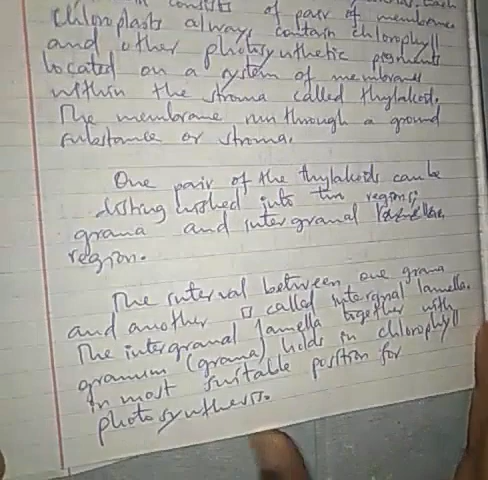 consists of pair of membrane
Chloroplasts always contain chlorophyll
and other photosynthetic pigments
located on a system of membranes
within the stroma called thylakoid.
The membrane run through a ground
substance or stroma.
One pair of the thylakoids can be
distinguished into two regions;
grana and intergranal lamellae
region.
The interval between one grana
and another is called intergranal lamella.
The intergranal lamella together with
granum (grana) holds in chlorophyll
in most suitable position for
photosynthesis.